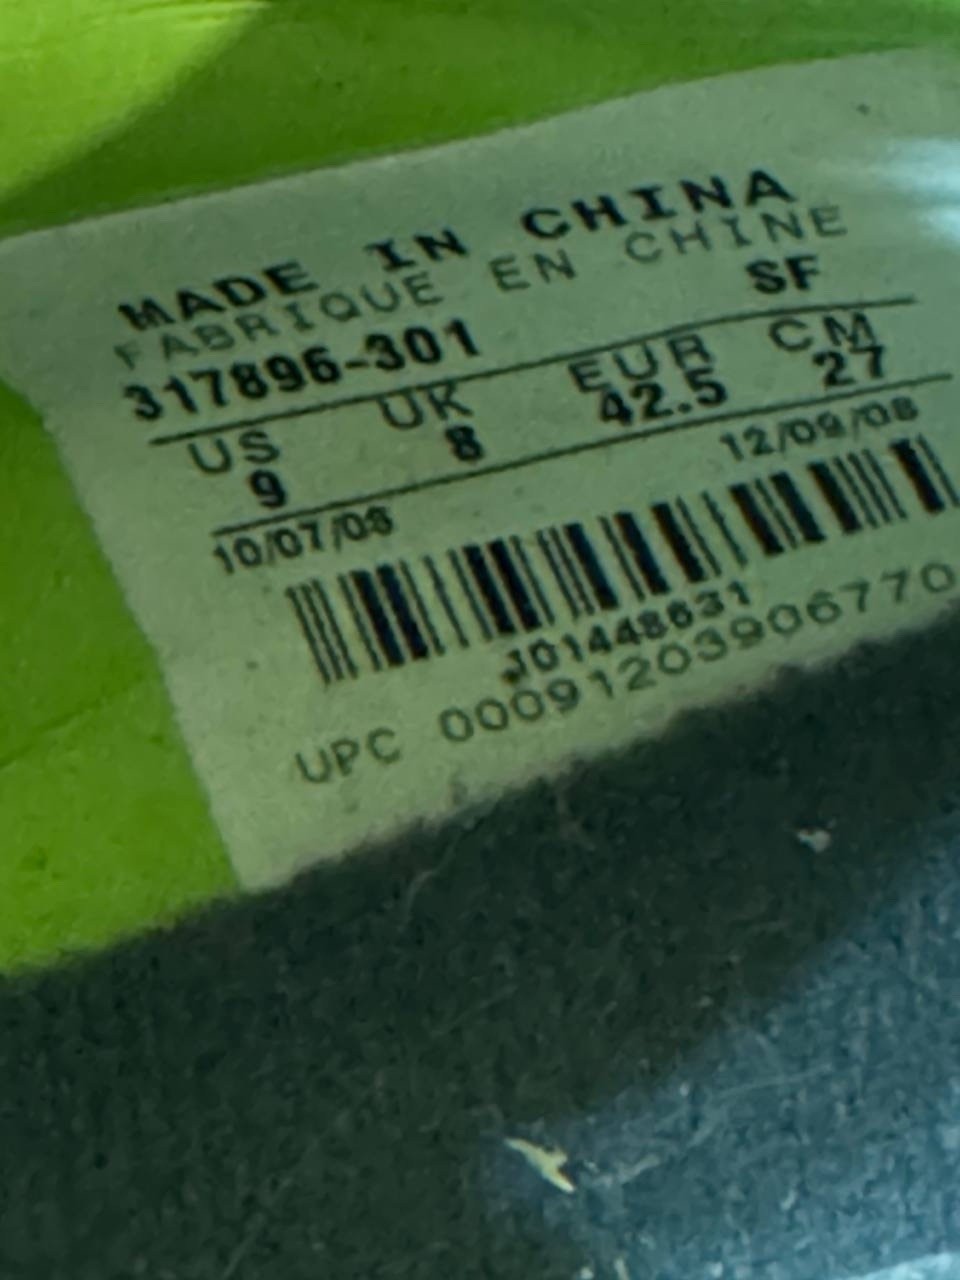 MADE IN CHINA
FABRIQUE EN CHINE
317896-301 SF
US UK EUR CM
9 8 42.5 27
10/07/08 12/09/08
J01448631
UPC 00091203906770